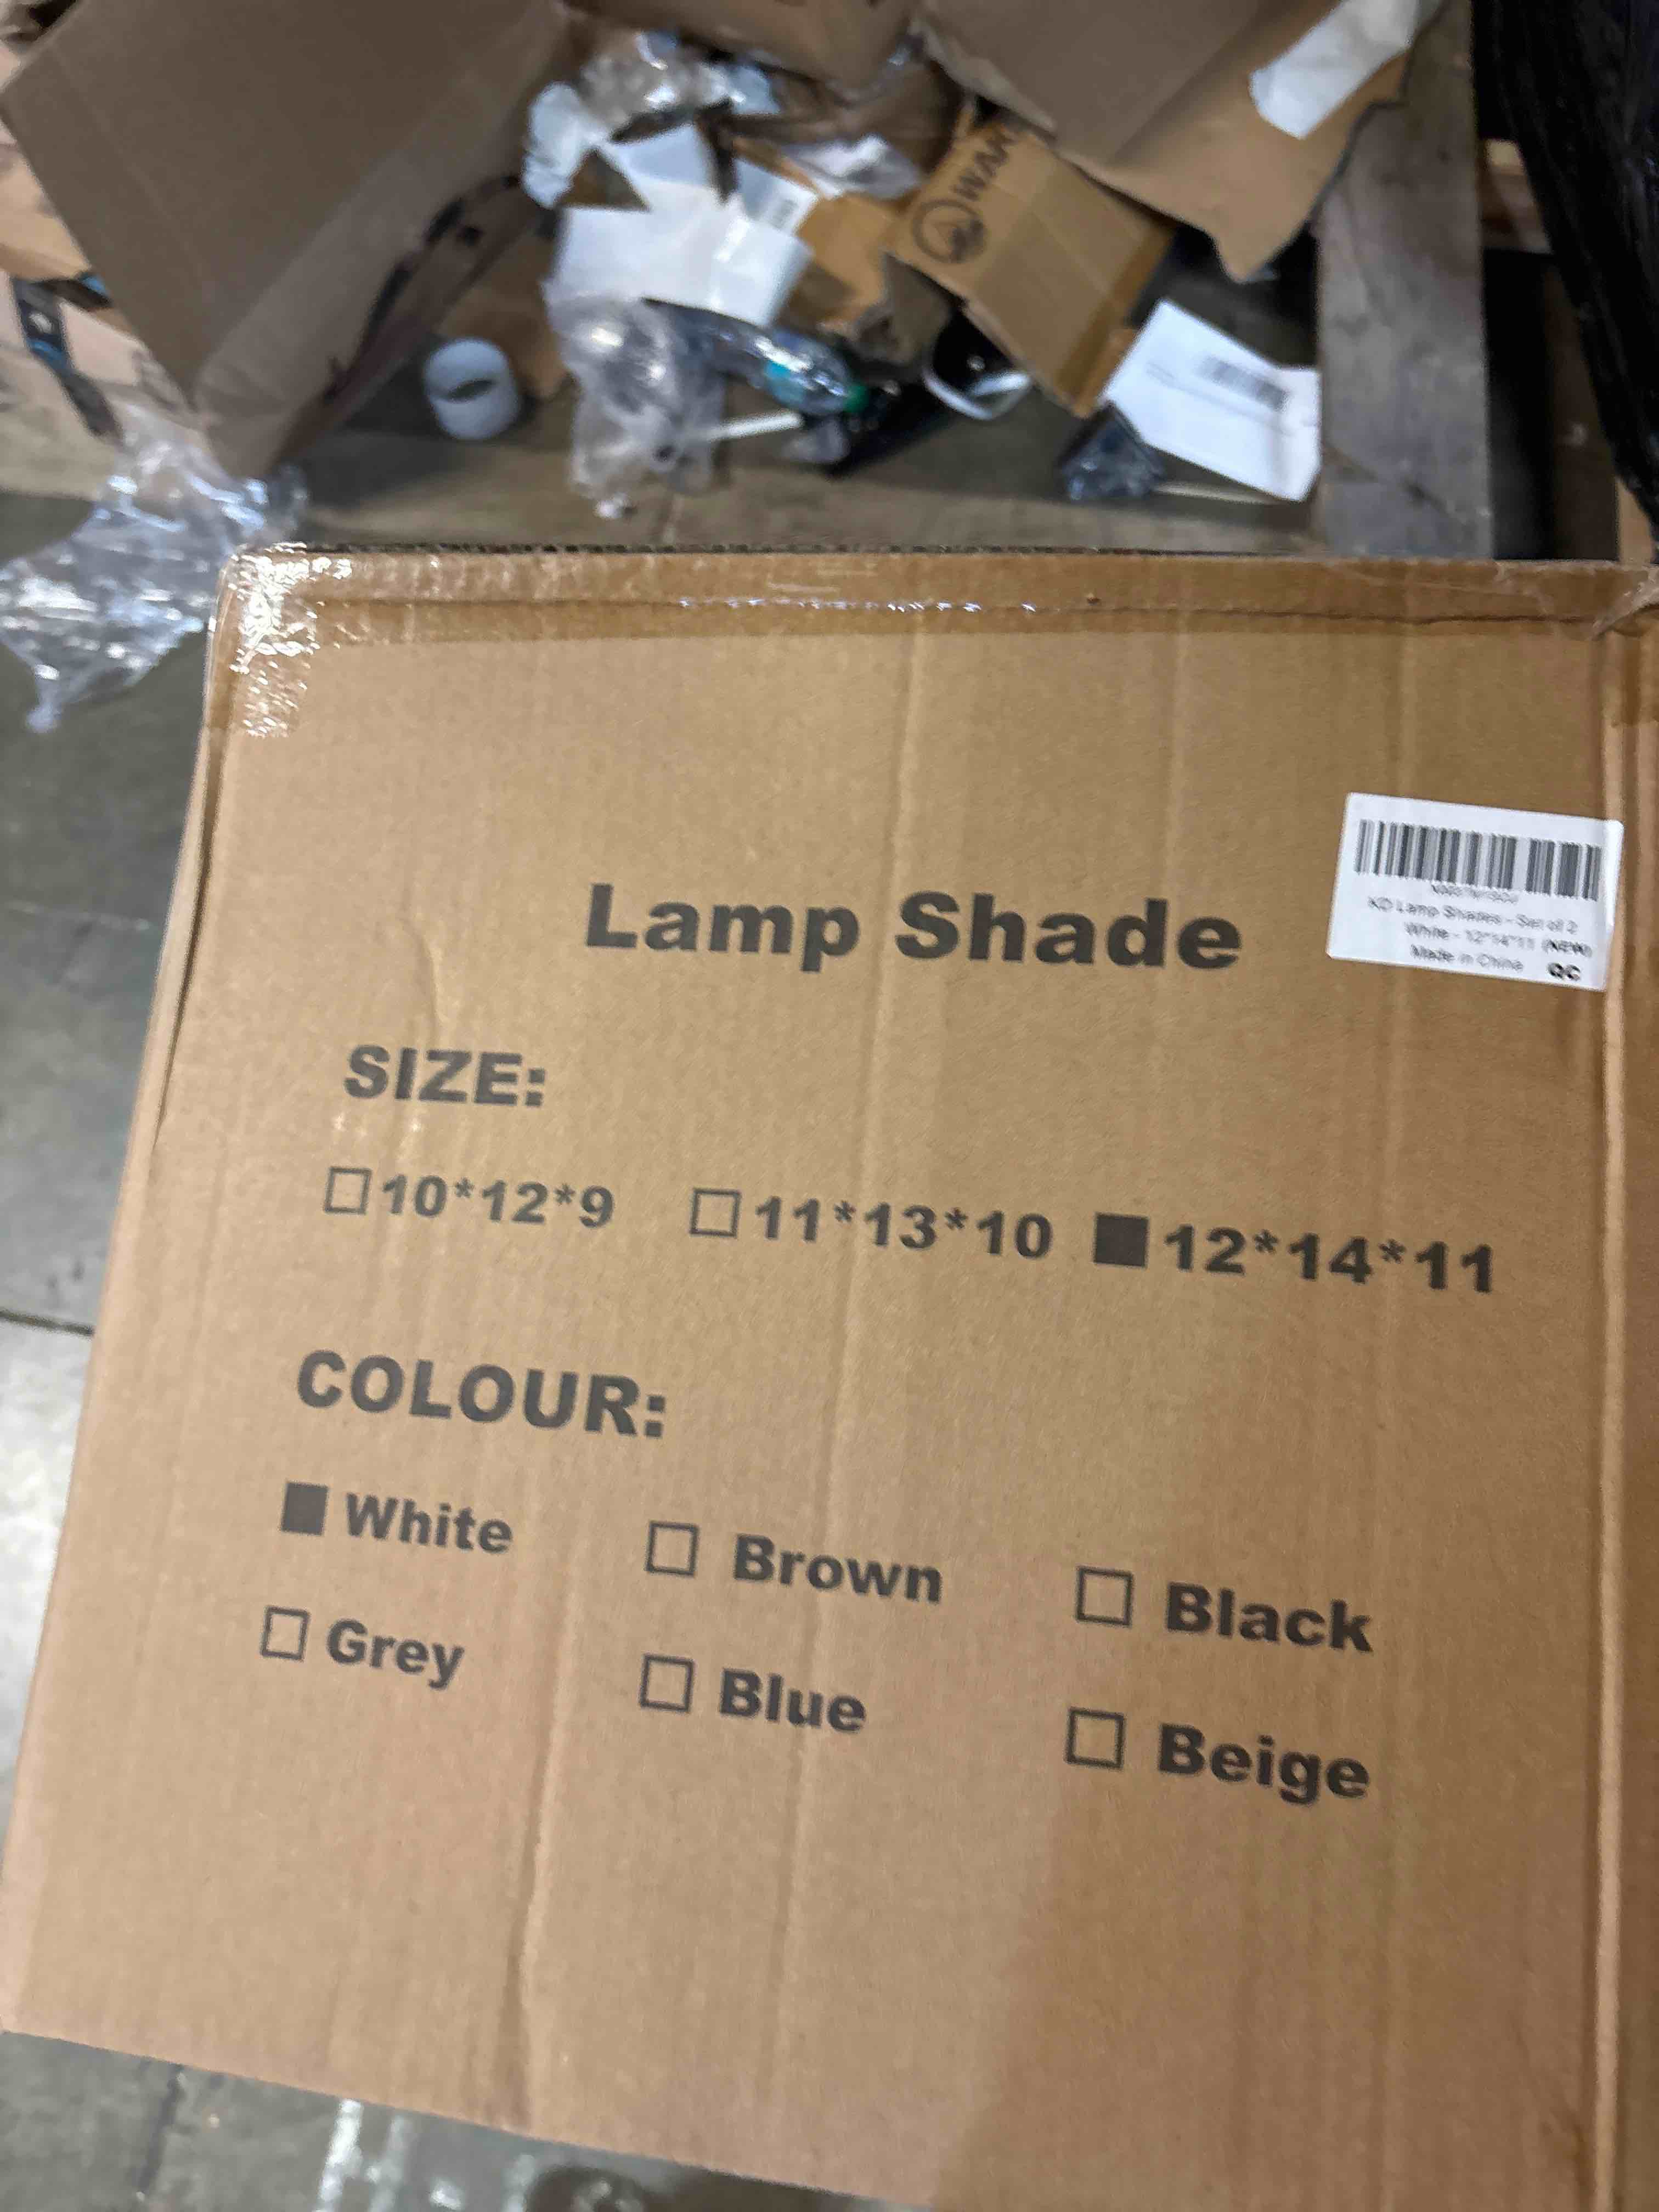 Lamp Shade
KD Lamp Shades - Set of 2
White - 12*14*11 (NEW)
Made in China QC
SIZE:
□10*12*9 □11*13*10 ■12*14*11
COLOUR:
■ White □ Brown □ Black
□ Grey □ Blue □ Beige